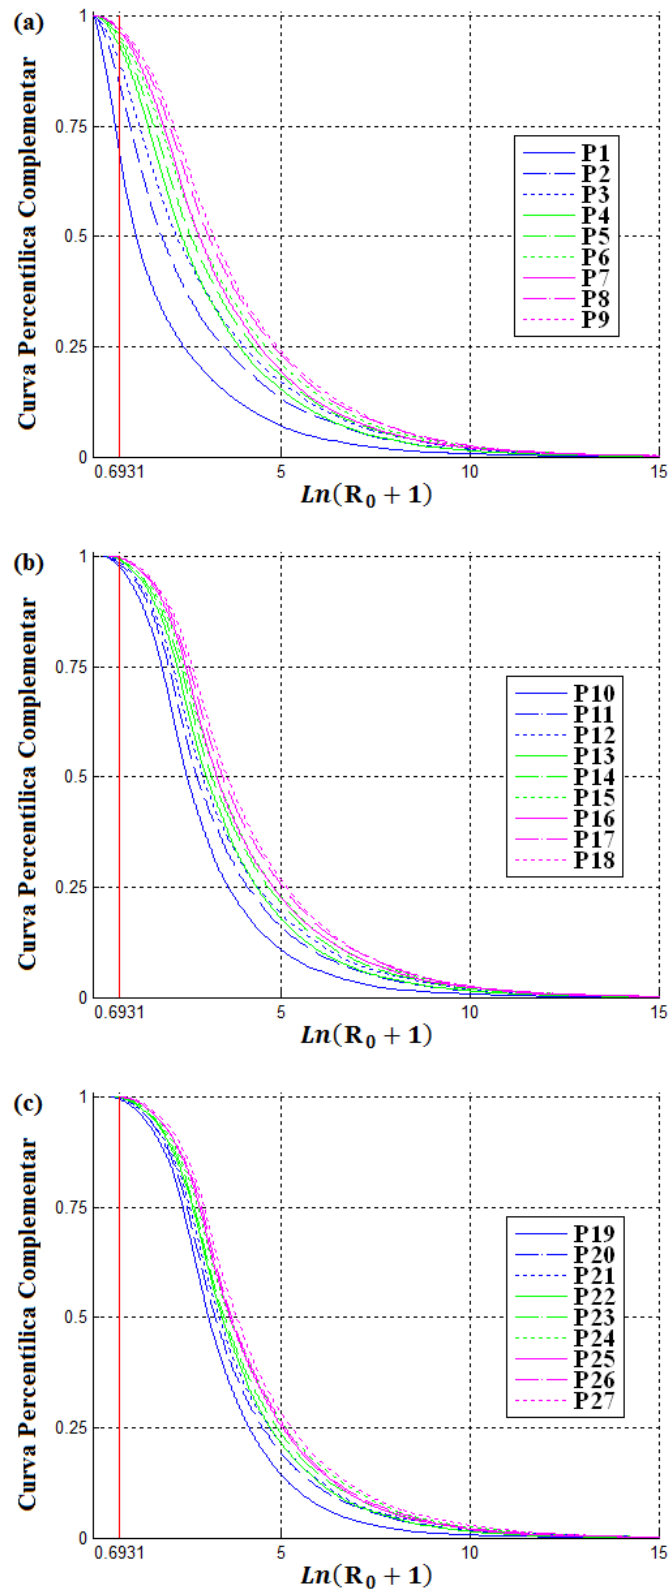 (a)
Curva Percentílica Complementar
1
0.75
0.5
0.25
0
P1
P2
P3
P4
P5
P6
P7
P8
P9
0.6931 5 10 15
Ln(R₀ + 1)
(b)
Curva Percentílica Complementar
1
0.75
0.5
0.25
0
P10
P11
P12
P13
P14
P15
P16
P17
P18
0.6931 5 10 15
Ln(R₀ + 1)
(c)
Curva Percentílica Complementar
1
0.75
0.5
0.25
0
P19
P20
P21
P22
P23
P24
P25
P26
P27
0.6931 5 10 15
Ln(R₀ + 1)